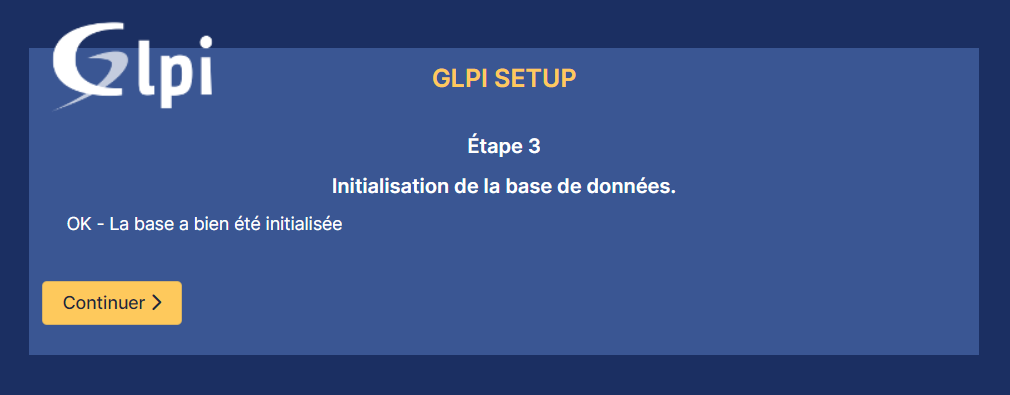 Glpi
GLPI SETUP
Étape 3
Initialisation de la base de données.
OK - La base a bien été initialisée
Continuer